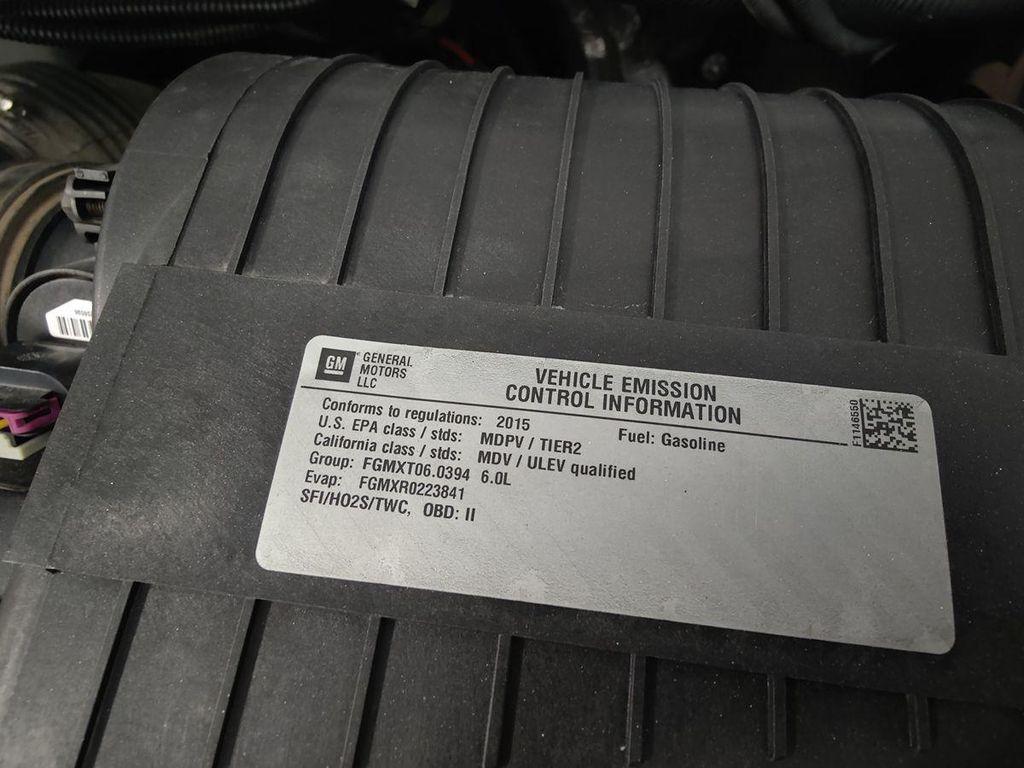 GM
GENERAL
MOTORS
LLC
VEHICLE EMISSION
CONTROL INFORMATION
Conforms to regulations: 2015
Fuel: Gasoline
U.S. EPA class / stds: MDPV / TIER2
California class / stds: MDV / ULEV qualified
Group: FGMXT06.0394 6.0L
Evap: FGMXR0223841
SFI/HO2S/TWC, OBD: II
F1146550